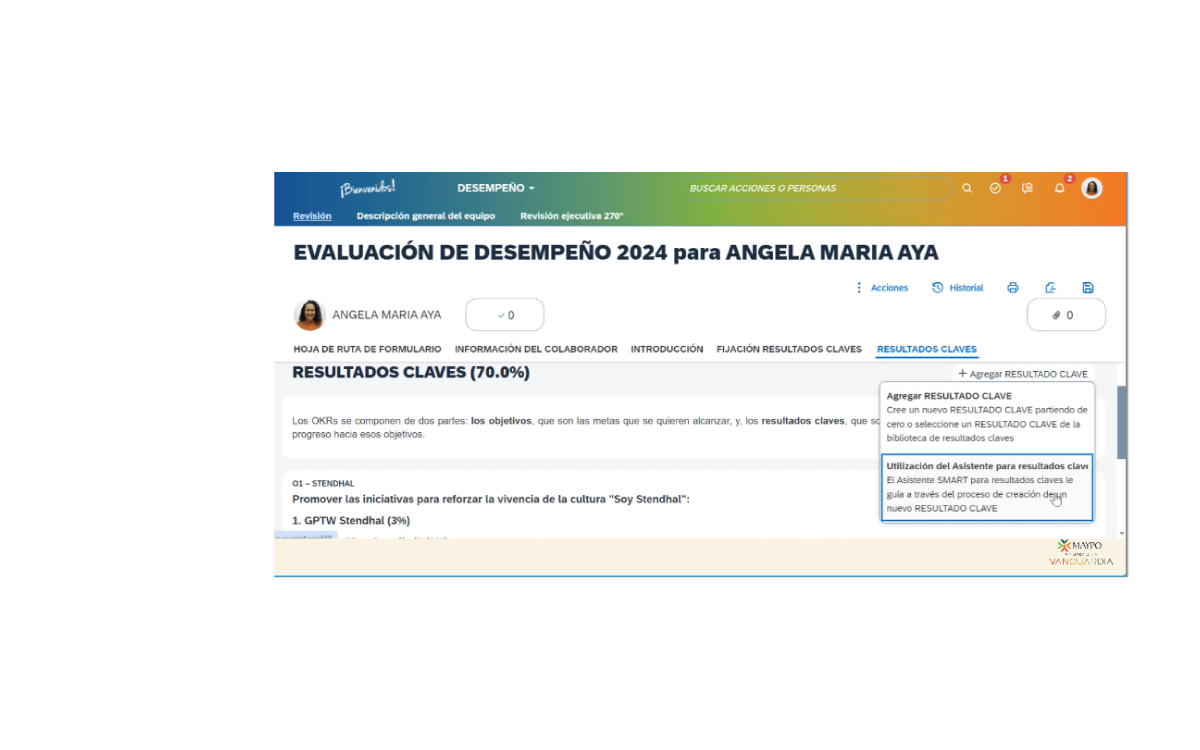 ¡Bienvenidos!
DESEMPEÑO
BUSCAR ACCIONES O PERSONAS
1
2
Revisión
Descripción general del equipo
Revisión ejecutiva 270°
EVALUACIÓN DE DESEMPEÑO 2024 para ANGELA MARIA AYA
Acciones
Historial
ANGELA MARIA AYA
0
0
HOJA DE RUTA DE FORMULARIO
INFORMACIÓN DEL COLABORADOR
INTRODUCCIÓN
FIJACIÓN RESULTADOS CLAVES
RESULTADOS CLAVES
RESULTADOS CLAVES (70.0%)
+ Agregar RESULTADO CLAVE
Agregar RESULTADO CLAVE
Cree un nuevo RESULTADO CLAVE partiendo de
cero o seleccione un RESULTADO CLAVE de la
biblioteca de resultados claves
Utilización del Asistente para resultados clave
El Asistente SMART para resultados claves le
guía a través del proceso de creación de un
nuevo RESULTADO CLAVE
Los OKRs se componen de dos partes: los objetivos, que son las metas que se quieren alcanzar, y, los resultados claves, que
progreso hacia esos objetivos.
O1 – STENDHAL
Promover las iniciativas para reforzar la vivencia de la cultura "Soy Stendhal":
1. GPTW Stendhal (3%)
MAYPO
VANGUARDIA